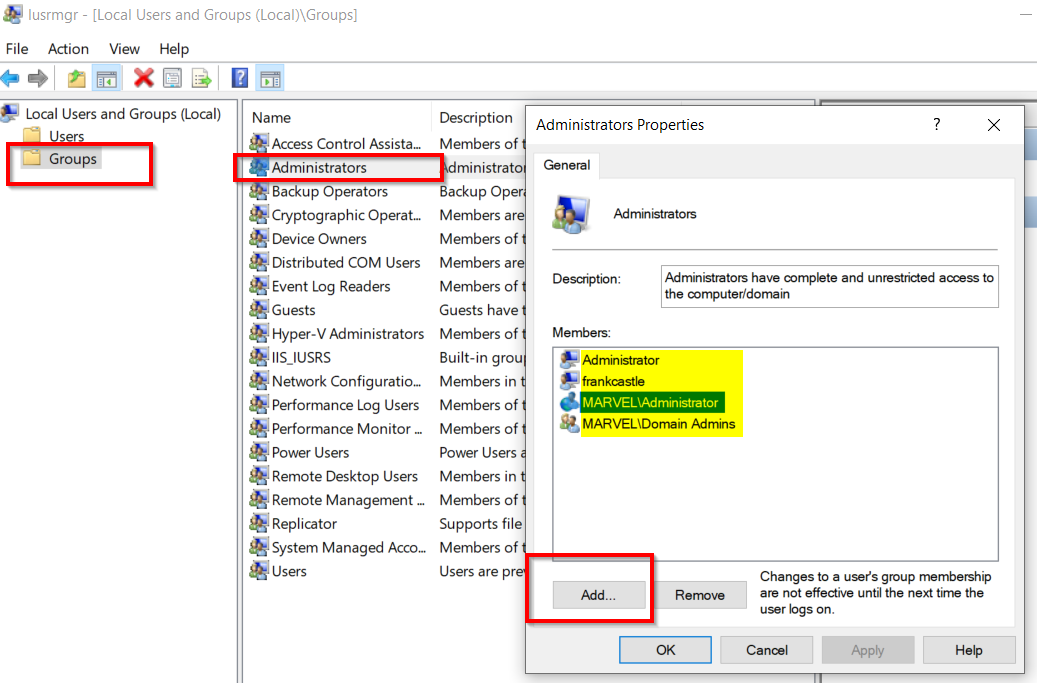 lusrmgr - [Local Users and Groups (Local)\Groups]
File Action View Help
Local Users and Groups (Local)
Users
Groups
Name Description
Access Control Assista... Members of t
Administrators Administrator
Backup Operators Backup Opera
Cryptographic Operat... Members are
Device Owners Members of t
Distributed COM Users Members are
Event Log Readers Members of t
Guests Guests have t
Hyper-V Administrators Members of t
IIS_IUSRS Built-in group
Network Configuratio... Members in t
Performance Log Users Members of t
Performance Monitor ... Members of t
Power Users Power Users a
Remote Desktop Users Members in t
Remote Management ... Members of t
Replicator Supports file
System Managed Acco... Members of t
Users Users are prev
Administrators Properties
?
General
Administrators
Description:
Administrators have complete and unrestricted access to
the computer/domain
Members:
Administrator
frankcastle
MARVEL\Administrator
MARVEL\Domain Admins
Add... Remove
Changes to a user's group membership
are not effective until the next time the
user logs on.
OK Cancel Apply Help